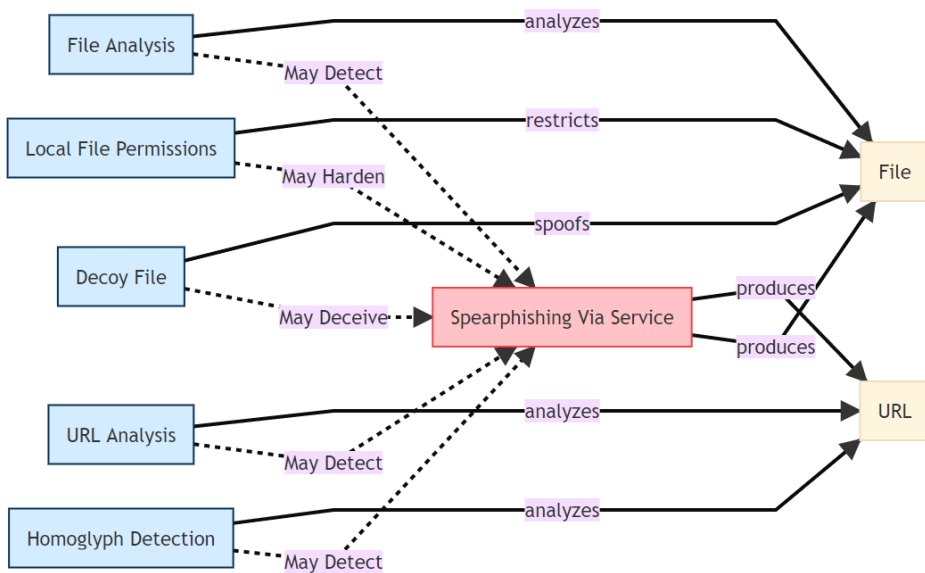 File Analysis
analyzes
May Detect
Local File Permissions
restricts
May Harden
File
Decoy File
spoofs
May Deceive
Spearphishing Via Service
produces
produces
URL Analysis
analyzes
May Detect
URL
Homoglyph Detection
analyzes
May Detect